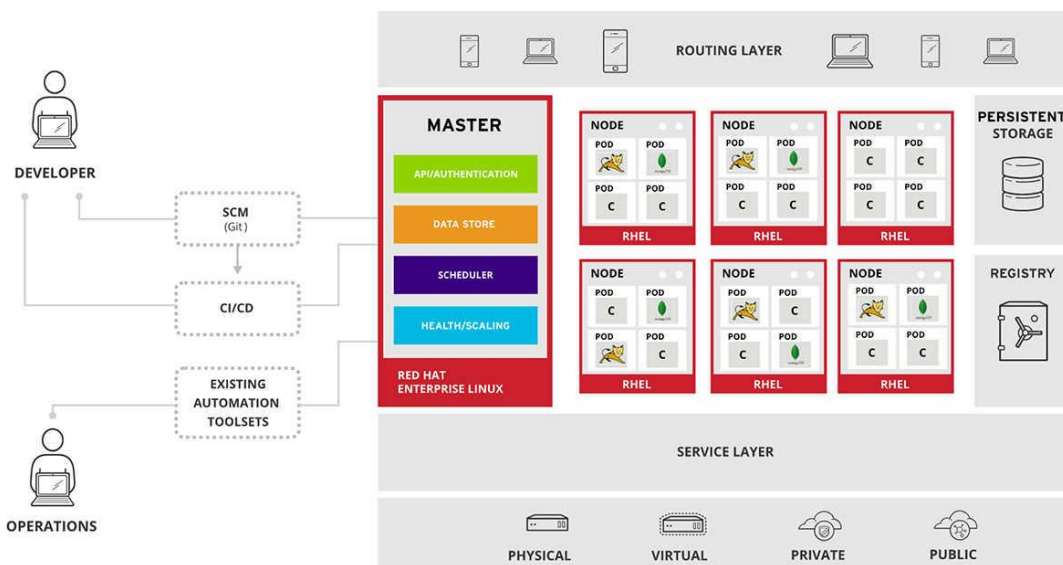 ROUTING LAYER
DEVELOPER
SCM
(Git)
CI/CD
EXISTING
AUTOMATION
TOOLSETS
OPERATIONS
MASTER
API/AUTHENTICATION
DATA STORE
SCHEDULER
HEALTH/SCALING
RED HAT
ENTERPRISE LINUX
NODE
POD POD
POD POD
C C
RHEL
NODE
POD POD
POD POD
C C
RHEL
NODE
POD POD
C C
POD POD
C C
RHEL
NODE
POD POD
C
POD POD
C
RHEL
NODE
POD POD
C
POD POD
C
RHEL
NODE
POD POD
POD POD
C C
RHEL
PERSISTENT
STORAGE
REGISTRY
SERVICE LAYER
PHYSICAL
VIRTUAL
PRIVATE
PUBLIC